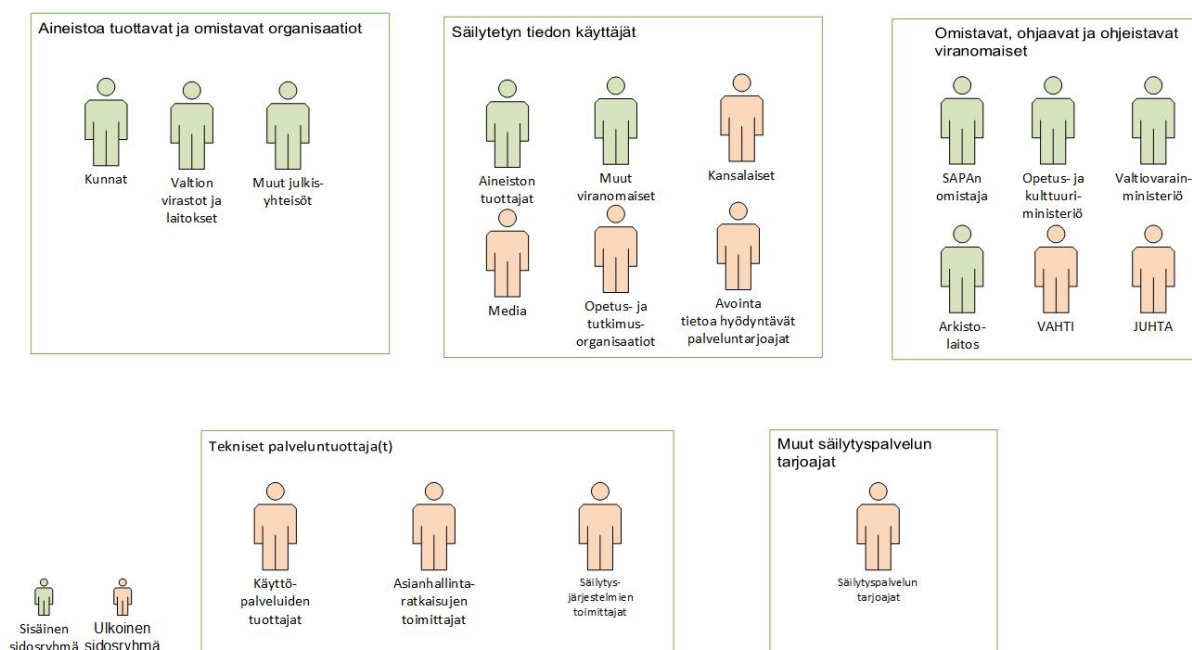 Aineistoa tuottavat ja omistavat organisaatiot
Kunnat
Valtion
virastot ja
laitokset
Muut julkis-
yhteisöt
Säilytetyn tiedon käyttäjät
Aineiston
tuottajat
Muut
viranomaiset
Kansalaiset
Media
Opetus- ja
tutkimus-
organisaatiot
Avointa
tietoa hyödyntävät
palveluntarjoajat
Omistavat, ohjaavat ja ohjeistavat
viranomaiset
SAPAn
omistaja
Opetus- ja
kulttuuri-
ministeriö
Valtiovarain-
ministeriö
Arkisto-
laitos
VAHTI
JUHTA
Tekniset palveluntuottaja(t)
Käyttö-
palveluiden
tuottajat
Asianhallinta-
ratkaisujen
toimittajat
Säilytys-
järjestelmien
toimittajat
Muut säilytyspalvelun
tarjoajat
Säilytyspalvelun
tarjoajat
Sisäinen
sidosryhmä
Ulkoinen
sidosryhmä